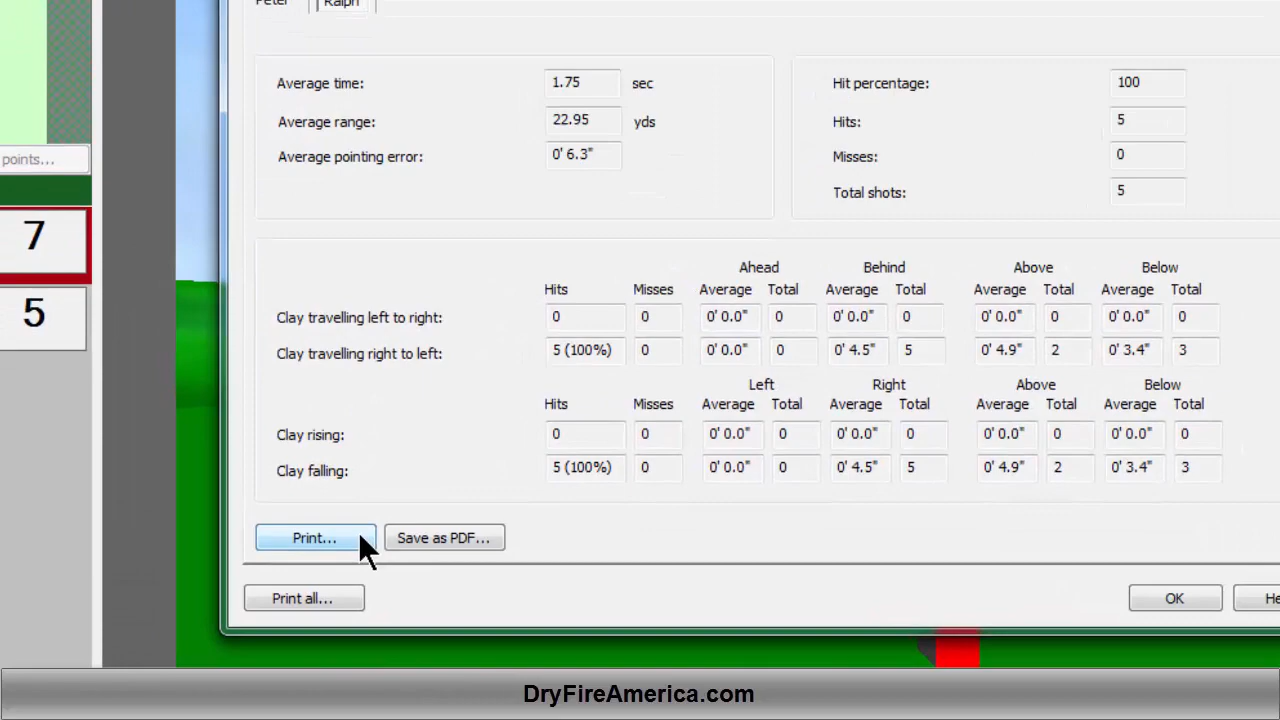 Peter Ralph
points...
7
5
Average time: 1.75 sec
Average range: 22.95 yds
Average pointing error: 0' 6.3"
Hit percentage: 100
Hits: 5
Misses: 0
Total shots: 5
Ahead Behind Above Below
Hits Misses Average Total Average Total Average Total Average Total
Clay travelling left to right: 0 0 0' 0.0" 0 0' 0.0" 0 0' 0.0" 0 0' 0.0" 0
Clay travelling right to left: 5 (100%) 0 0' 0.0" 0 0' 4.5" 5 0' 4.9" 2 0' 3.4" 3
Left Right Above Below
Hits Misses Average Total Average Total Average Total Average Total
Clay rising: 0 0 0' 0.0" 0 0' 0.0" 0 0' 0.0" 0 0' 0.0" 0
Clay falling: 5 (100%) 0 0' 0.0" 0 0' 4.5" 5 0' 4.9" 2 0' 3.4" 3
Print... Save as PDF...
Print all... OK He
DryFireAmerica.com